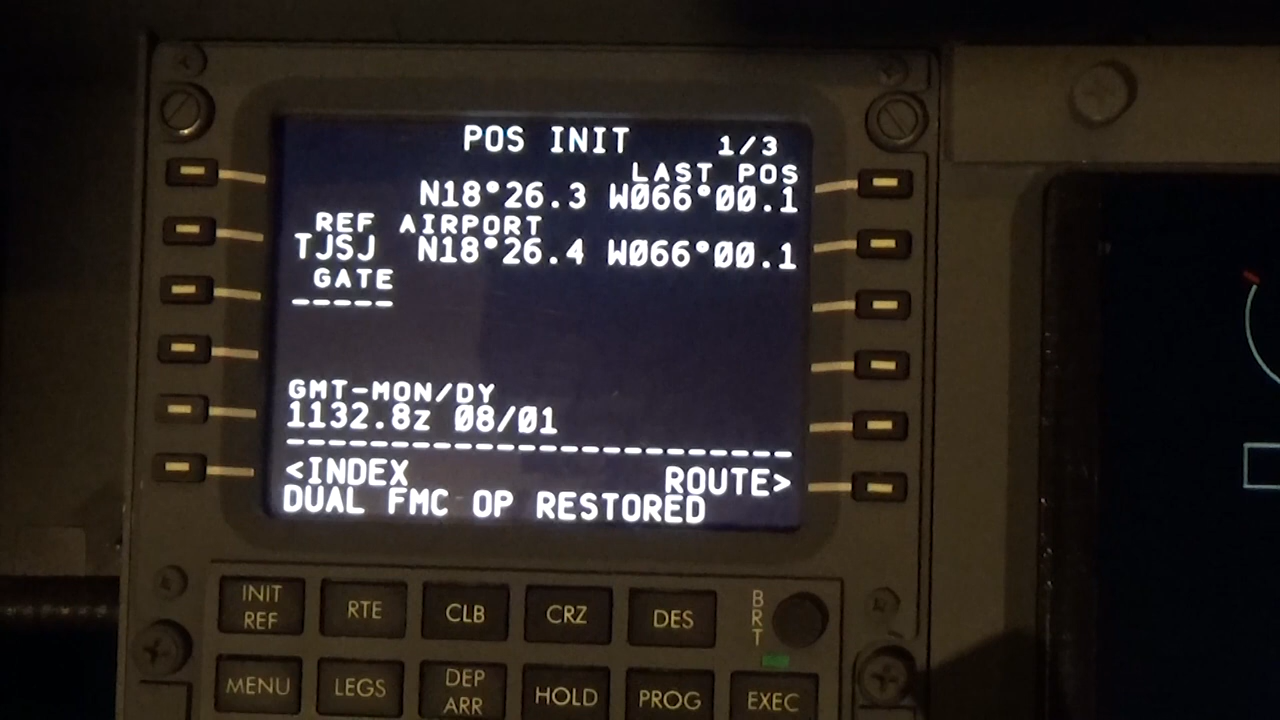 POS INIT 1/3
LAST POS
N18°26.3 W066°00.1
REF AIRPORT
TJSJ N18°26.4 W066°00.1
GATE
-----
GMT-MON/DY
1132.8z 08/01
------------------------
<INDEX ROUTE>
DUAL FMC OP RESTORED
INIT REF
RTE
CLB
CRZ
DES
BRT
MENU
LEGS
DEP ARR
HOLD
PROG
EXEC